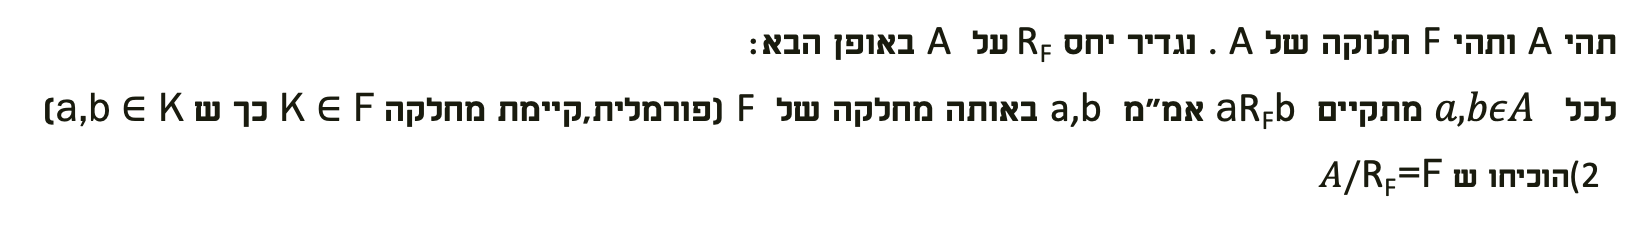 תהי A ותהי F חלוקה של A . נגדיר יחס R_F על A באופן הבא:
לכל a,bϵA מתקיים aR_Fb אמ"מ a,b באותה מחלקה של F (פורמלית,קיימת מחלקה K ∈ F כך ש a,b ∈ K)
2)הוכיחו ש A/R_F=F